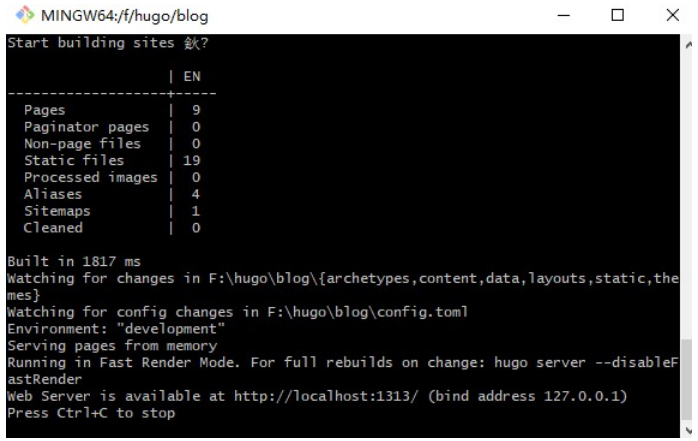 MINGW64:/f/hugo/blog
Start building sites 鈥?
| EN
-------------------+-----
Pages | 9
Paginator pages | 0
Non-page files | 0
Static files | 19
Processed images | 0
Aliases | 4
Sitemaps | 1
Cleaned | 0
Built in 1817 ms
Watching for changes in F:\hugo\blog\{archetypes,content,data,layouts,static,the
mes}
Watching for config changes in F:\hugo\blog\config.toml
Environment: "development"
Serving pages from memory
Running in Fast Render Mode. For full rebuilds on change: hugo server --disableF
astRender
Web Server is available at http://localhost:1313/ (bind address 127.0.0.1)
Press Ctrl+C to stop